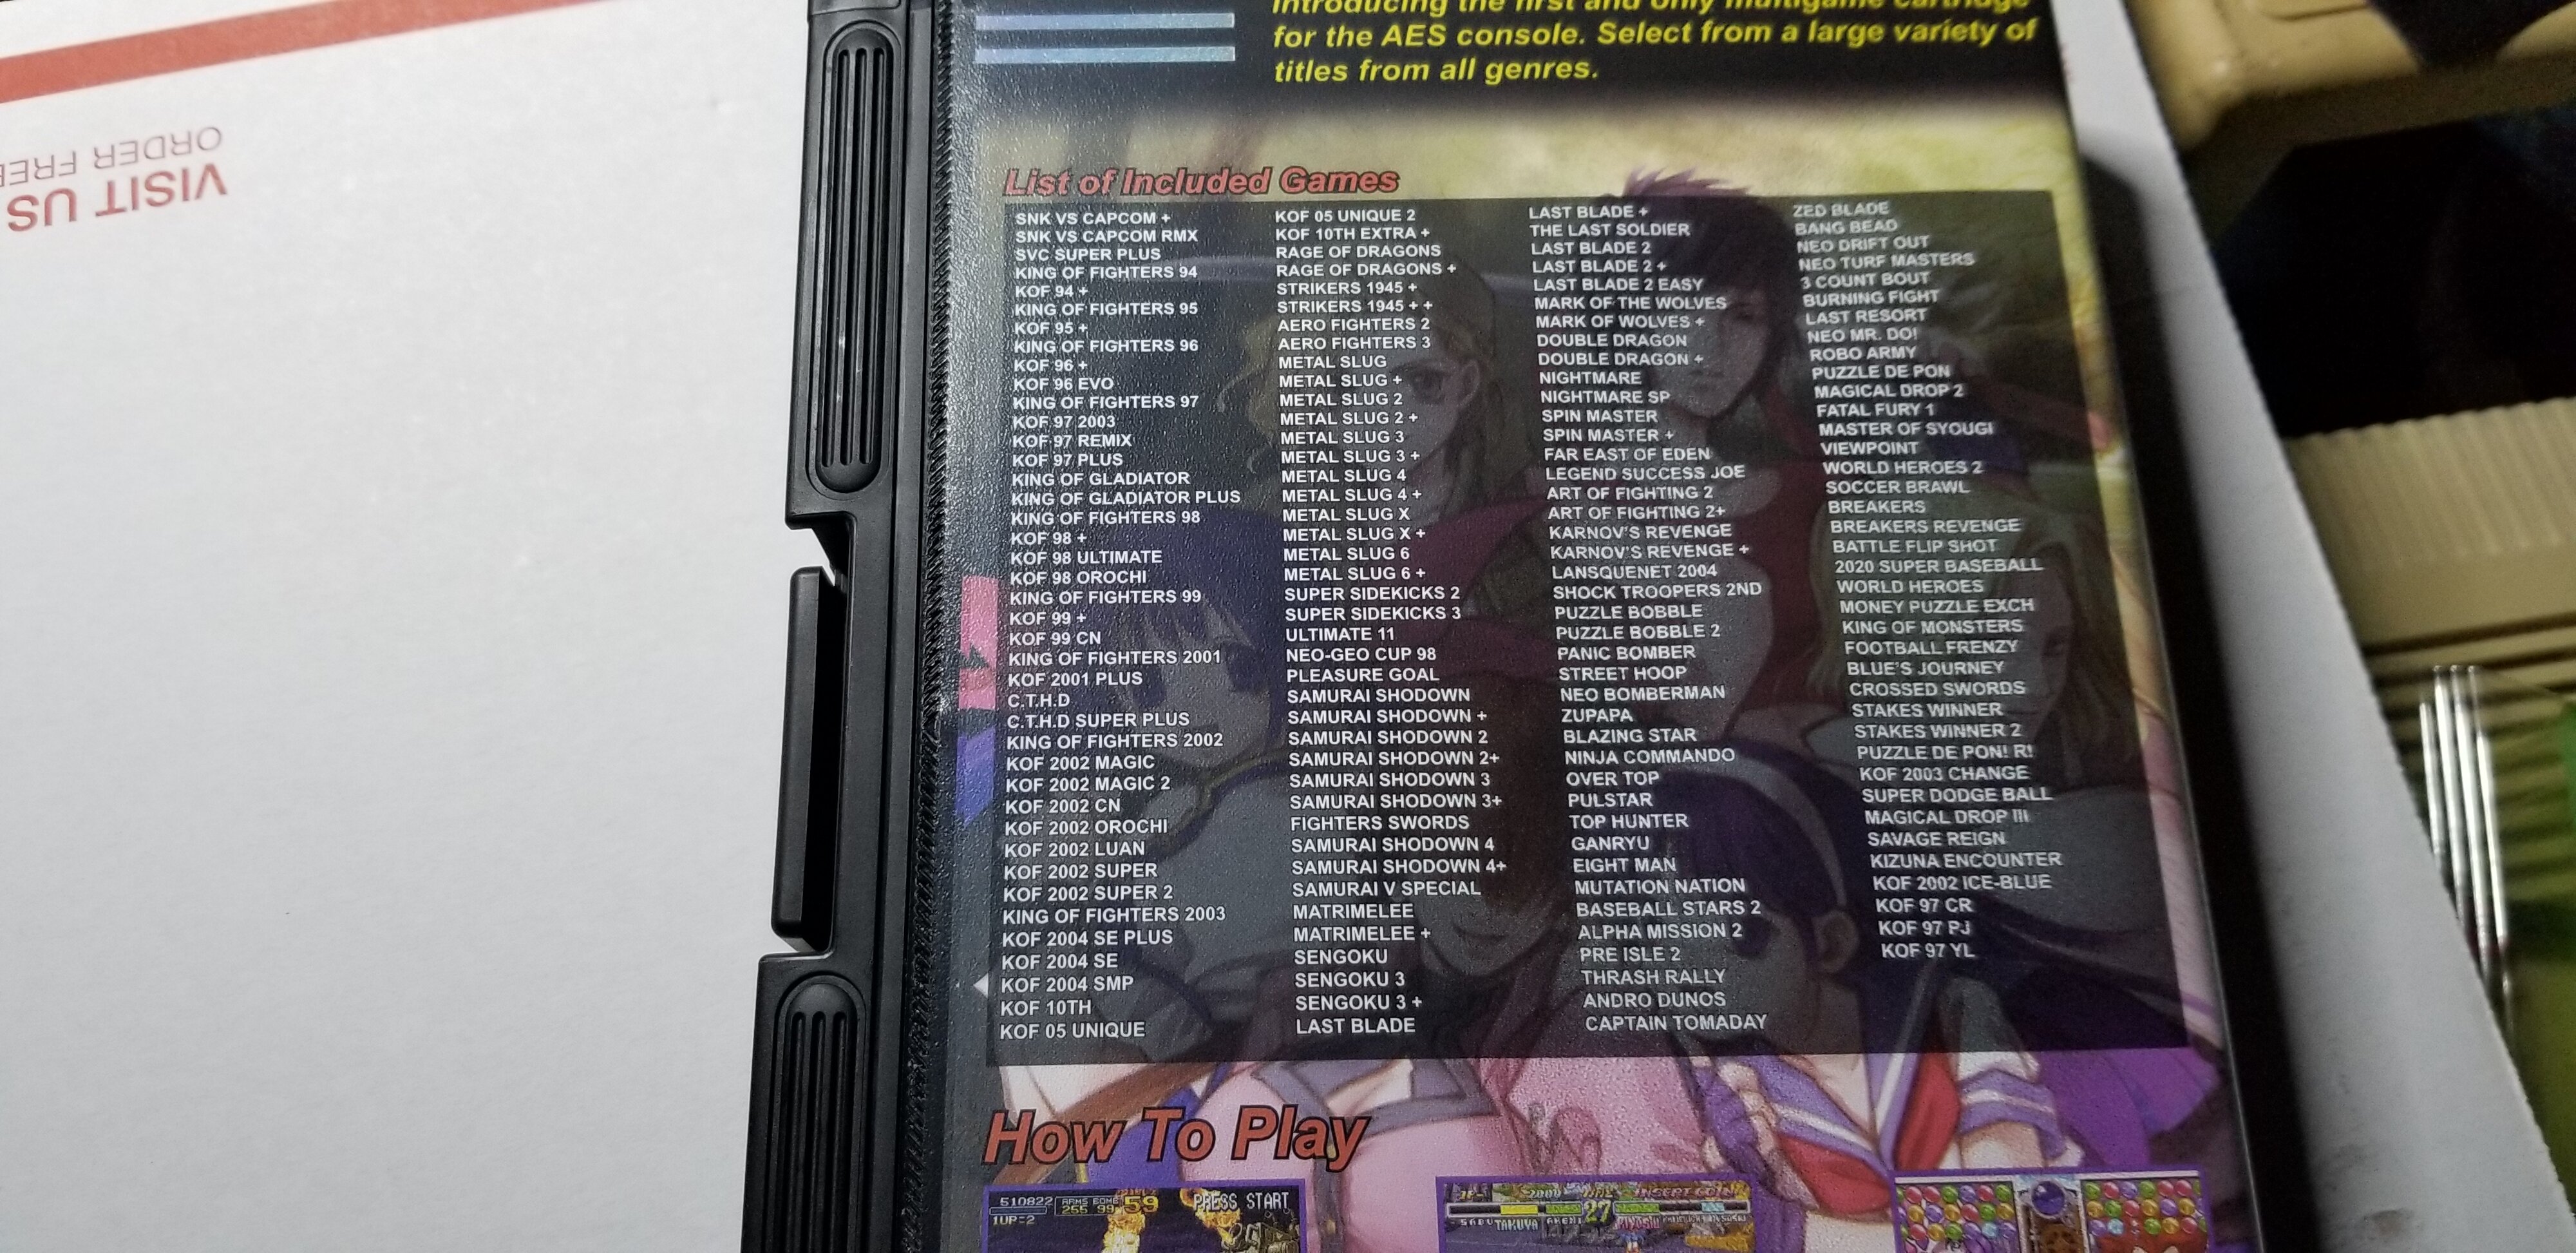 VISIT US
ORDER FREE
Introducing the first and only multigame cartridge
for the AES console. Select from a large variety of
titles from all genres.
List of Included Games
SNK VS CAPCOM +
SNK VS CAPCOM RMX
SVC SUPER PLUS
KING OF FIGHTERS 94
KOF 94 +
KING OF FIGHTERS 95
KOF 95 +
KING OF FIGHTERS 96
KOF 96 +
KOF 96 EVO
KING OF FIGHTERS 97
KOF 97 2003
KOF 97 REMIX
KOF 97 PLUS
KING OF GLADIATOR
KING OF GLADIATOR PLUS
KING OF FIGHTERS 98
KOF 98 +
KOF 98 ULTIMATE
KOF 98 OROCHI
KING OF FIGHTERS 99
KOF 99 +
KOF 99 CN
KING OF FIGHTERS 2001
KOF 2001 PLUS
C.T.H.D
C.T.H.D SUPER PLUS
KING OF FIGHTERS 2002
KOF 2002 MAGIC
KOF 2002 MAGIC 2
KOF 2002 CN
KOF 2002 OROCHI
KOF 2002 LUAN
KOF 2002 SUPER
KOF 2002 SUPER 2
KING OF FIGHTERS 2003
KOF 2004 SE PLUS
KOF 2004 SE
KOF 2004 SMP
KOF 10TH
KOF 05 UNIQUE
KOF 05 UNIQUE 2
KOF 10TH EXTRA +
RAGE OF DRAGONS
RAGE OF DRAGONS +
STRIKERS 1945 +
STRIKERS 1945 + +
AERO FIGHTERS 2
AERO FIGHTERS 3
METAL SLUG
METAL SLUG +
METAL SLUG 2
METAL SLUG 2 +
METAL SLUG 3
METAL SLUG 3 +
METAL SLUG 4
METAL SLUG 4 +
METAL SLUG X
METAL SLUG X +
METAL SLUG 6
METAL SLUG 6 +
SUPER SIDEKICKS 2
SUPER SIDEKICKS 3
ULTIMATE 11
NEO-GEO CUP 98
PLEASURE GOAL
SAMURAI SHODOWN
SAMURAI SHODOWN +
SAMURAI SHODOWN 2
SAMURAI SHODOWN 2+
SAMURAI SHODOWN 3
SAMURAI SHODOWN 3+
FIGHTERS SWORDS
SAMURAI SHODOWN 4
SAMURAI SHODOWN 4+
SAMURAI V SPECIAL
MATRIMELEE
MATRIMELEE +
SENGOKU
SENGOKU 3
SENGOKU 3 +
LAST BLADE
LAST BLADE +
THE LAST SOLDIER
LAST BLADE 2
LAST BLADE 2 +
LAST BLADE 2 EASY
MARK OF THE WOLVES
MARK OF WOLVES +
DOUBLE DRAGON
DOUBLE DRAGON +
NIGHTMARE
NIGHTMARE SP
SPIN MASTER
SPIN MASTER +
FAR EAST OF EDEN
LEGEND SUCCESS JOE
ART OF FIGHTING 2
ART OF FIGHTING 2+
KARNOV'S REVENGE
KARNOV'S REVENGE +
LANSQUENET 2004
SHOCK TROOPERS 2ND
PUZZLE BOBBLE
PUZZLE BOBBLE 2
PANIC BOMBER
STREET HOOP
NEO BOMBERMAN
ZUPAPA
BLAZING STAR
NINJA COMMANDO
OVER TOP
PULSTAR
TOP HUNTER
GANRYU
EIGHT MAN
MUTATION NATION
BASEBALL STARS 2
ALPHA MISSION 2
PRE ISLE 2
THRASH RALLY
ANDRO DUNOS
CAPTAIN TOMADAY
ZED BLADE
BANG BEAD
NEO DRIFT OUT
NEO TURF MASTERS
3 COUNT BOUT
BURNING FIGHT
LAST RESORT
NEO MR. DO!
ROBO ARMY
PUZZLE DE PON
MAGICAL DROP 2
FATAL FURY 1
MASTER OF SYOUGI
VIEWPOINT
WORLD HEROES 2
SOCCER BRAWL
BREAKERS
BREAKERS REVENGE
BATTLE FLIP SHOT
2020 SUPER BASEBALL
WORLD HEROES
MONEY PUZZLE EXCH
KING OF MONSTERS
FOOTBALL FRENZY
BLUE'S JOURNEY
CROSSED SWORDS
STAKES WINNER
STAKES WINNER 2
PUZZLE DE PON! R!
KOF 2003 CHANGE
SUPER DODGE BALL
MAGICAL DROP III
SAVAGE REIGN
KIZUNA ENCOUNTER
KOF 2002 ICE-BLUE
KOF 97 CR
KOF 97 PJ
KOF 97 YL
How To Play
510822 ARMS BOMB 59 PRESS START
255 99
1UP=2
2000 INSERT COIN
27
TAKUYA